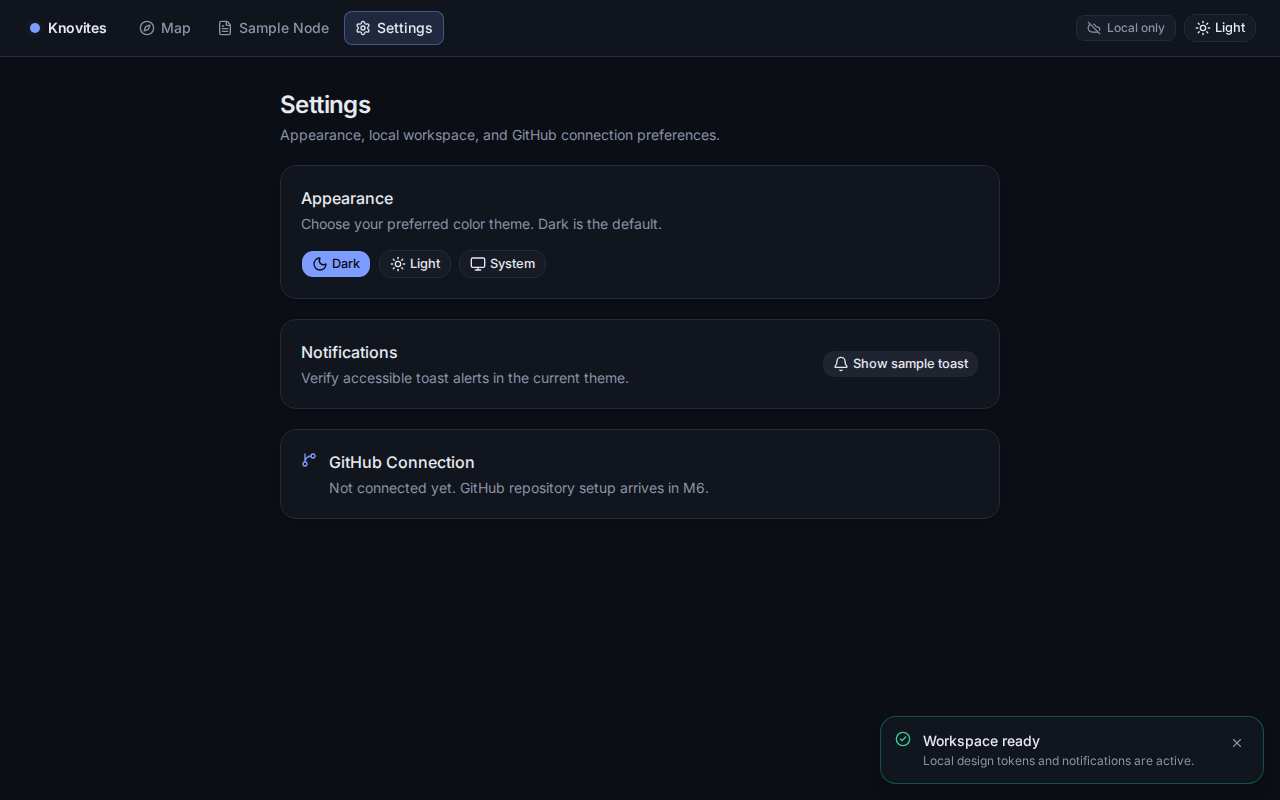 Knovites
Map
Sample Node
Settings
Local only
Light
Settings
Appearance, local workspace, and GitHub connection preferences.
Appearance
Choose your preferred color theme. Dark is the default.
Dark
Light
System
Notifications
Verify accessible toast alerts in the current theme.
Show sample toast
GitHub Connection
Not connected yet. GitHub repository setup arrives in M6.
Workspace ready
Local design tokens and notifications are active.